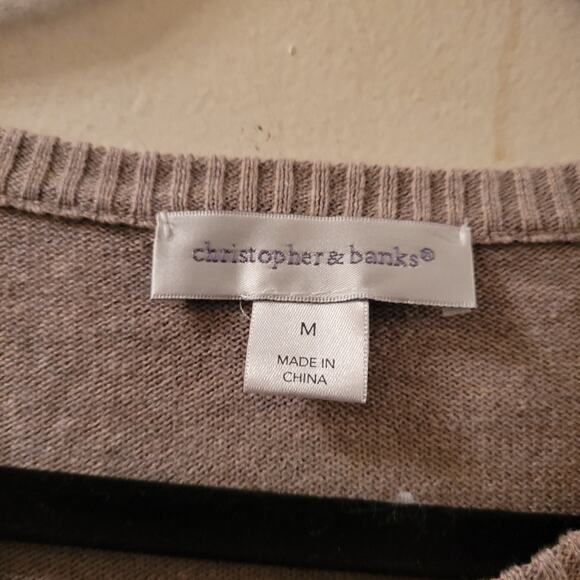 christopher & banks®
M
MADE IN
CHINA